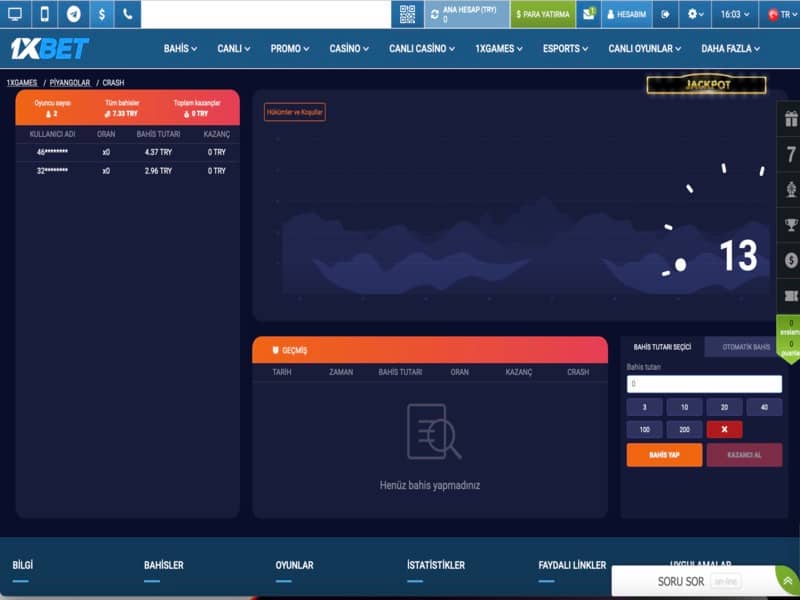 ANA HESAP (TRY)
0
$ PARA YATIRMA
1
HESABIM
16:03
TR
1XBET
BAHİS
CANLI
PROMO
CASİNO
CANLI CASİNO
1XGAMES
ESPORTS
CANLI OYUNLAR
DAHA FAZLA
1XGAMES / PİYANGOLAR / CRASH
JACKPOT
Oyuncu sayısı
Tüm bahisler
Toplam kazançlar
2
7.33 TRY
0 TRY
KULLANICI ADI ORAN BAHİS TUTARI KAZANÇ
46******** x0 4.37 TRY 0 TRY
32******** x0 2.96 TRY 0 TRY
Hükümler ve Koşullar
13
7
0
0
GEÇMİŞ
TARİH ZAMAN BAHİS TUTARI ORAN KAZANÇ CRASH
Henüz bahis yapmadınız
BAHİS TUTARI SEÇİCİ
OTOMATİK BAHİS
Bahis tutarı
0
3 10 20 40
100 200 X
BAHİS YAP
KAZANCI AL
BİLGİ
BAHİSLER
OYUNLAR
İSTATİSTİKLER
FAYDALI LİNKLER
UYGULAMALAR
SORU SOR on-line